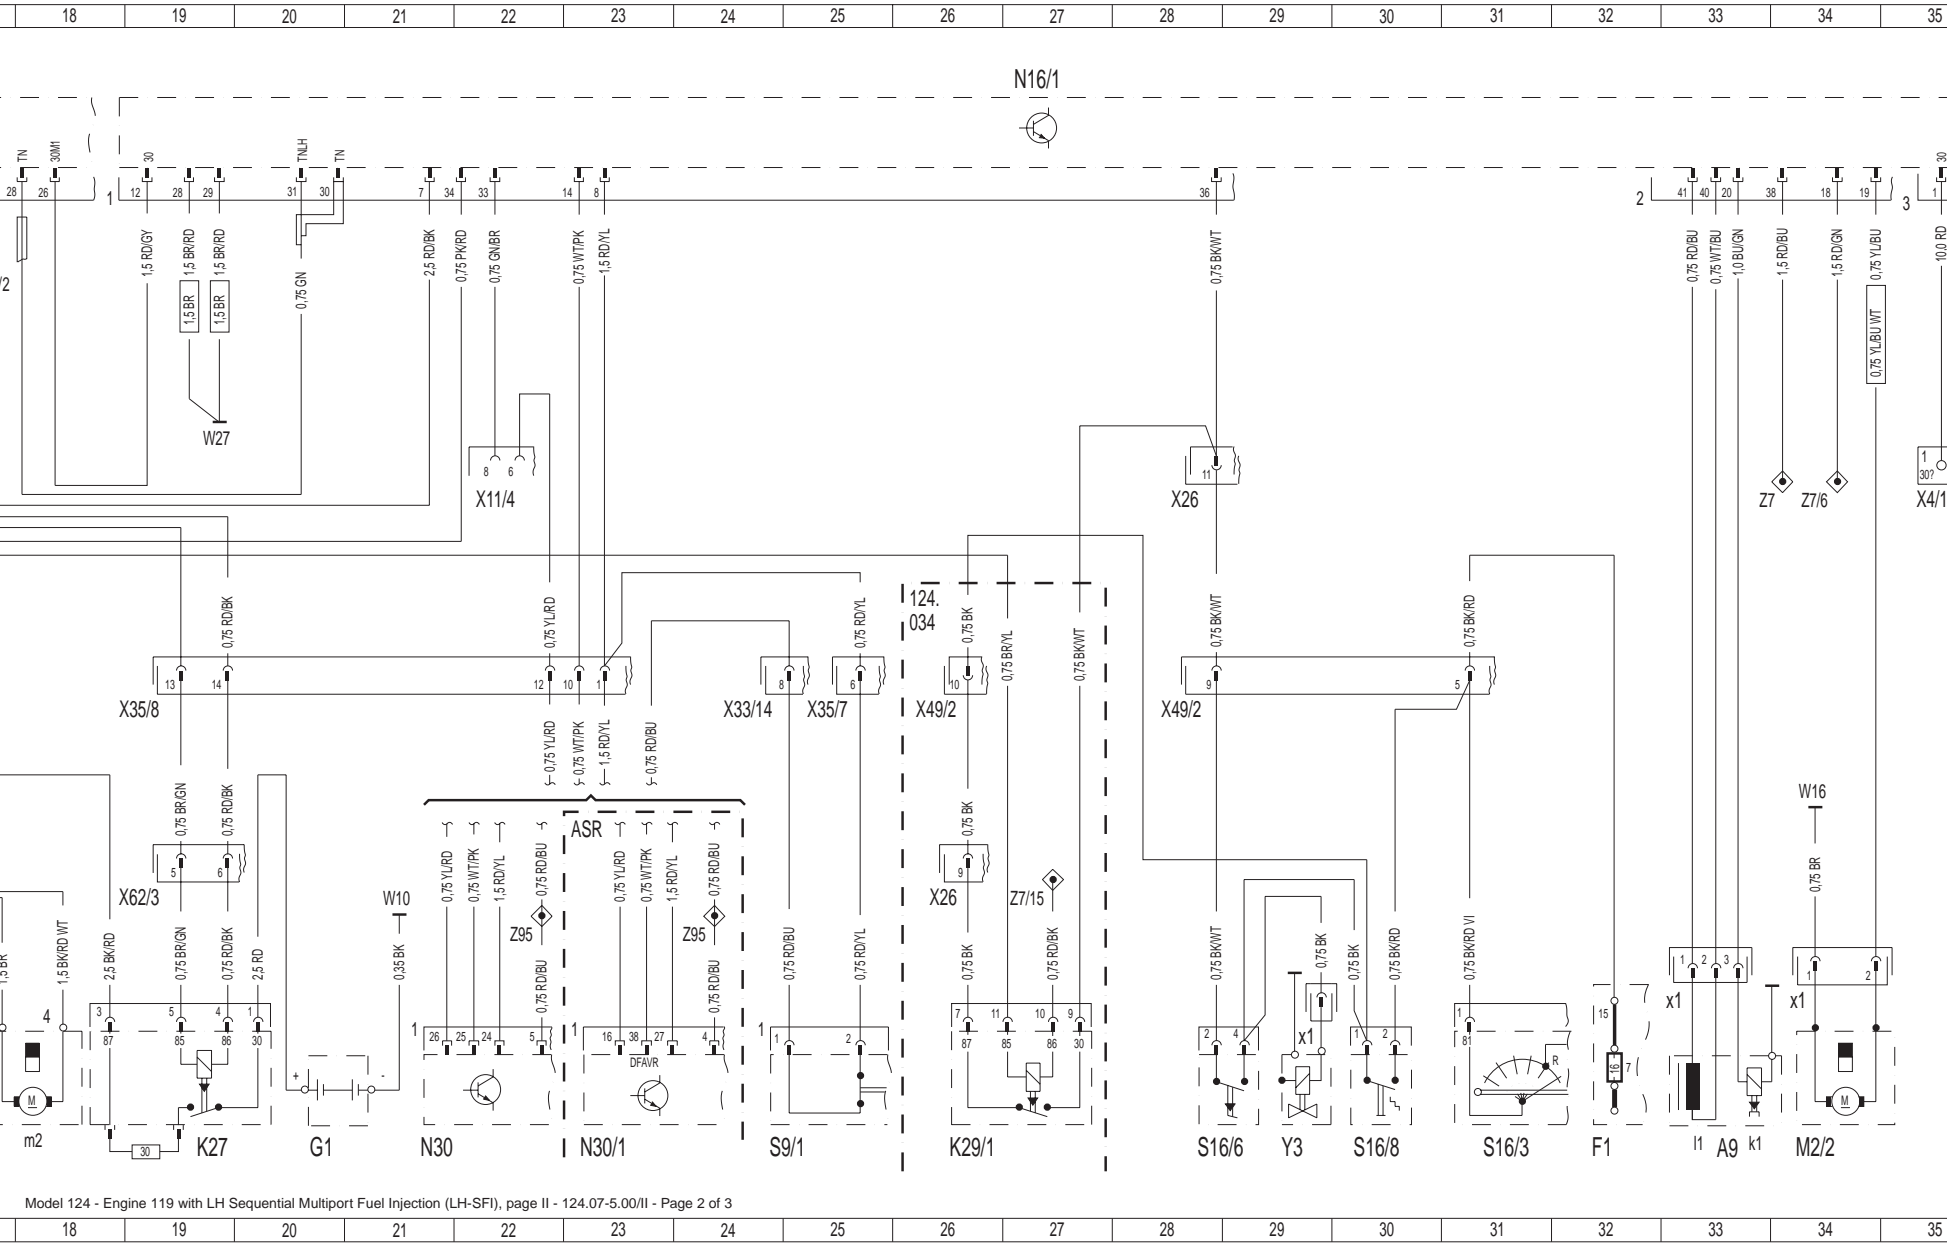 18 19 20 21 22 23 24 25 26 27 28 29 30 31 32 33 34 35
N16/1
TN 30M1 30 TNLH TN 30
28 26 1 12 28 29 31 30 7 34 33 14 8 36 2 41 40 20 38 18 19 3 1
/2
1,5 RD/GY
1,5 BR/RD
1,5 BR/RD
1,5 BR
1,5 BR
0,75 GN
2,5 RD/BK
0,75 PK/RD
0,75 GN/BR
0,75 WT/PK
1,5 RD/YL
0,75 BK/WT
0,75 RD/BU
0,75 WT/BU
1,0 BU/GN
1,5 RD/BU
1,5 RD/GN
0,75 YL/BU
0,75 YL/BU WT
10,0 RD
W27
8 6
X11/4
11
X26
Z7 Z7/6
1
30?
X4/1
124.
034
0,75 RD/BK
0,75 YL/RD
0,75 RD/YL
0,75 BK
0,75 BR/YL
0,75 BK/WT
0,75 BK/WT
0,75 BK/RD
13 14 12 10 1 8 6 10 9 5
X35/8 X33/14 X35/7 X49/2 X49/2
0,75 YL/RD
0,75 WT/PK
1,5 RD/YL
0,75 RD/BU
0,75 BR/GN
0,75 RD/BK
0,75 BK
W16
ASR
5 6 9
X62/3 X26
W10
Z7/15
0,75 YL/RD
0,75 WT/PK
1,5 RD/YL
0,75 RD/BU
0,75 YL/RD
0,75 WT/PK
1,5 RD/YL
0,75 RD/BU
0,75 BR
Z95 Z95
1,5 BR
1,5 BK/RD WT
2,5 BK/RD
0,75 BR/GN
0,75 RD/BK
2,5 RD
0,35 BK
0,75 RD/BU
0,75 RD/BU
0,75 RD/BU
0,75 RD/YL
0,75 BK
0,75 RD/BK
0,75 BK/WT
0,75 BK
0,75 BK
0,75 BK/RD
0,75 BK/RD VI
1 2 3 1 2
x1 x1
4 3 5 4 1 1 26 25 24 5 1 16 38 27 4 1 1 2 7 11 10 9 2 4 x1 1 2 1 15
87 85 86 30 DFAVR 87 85 86 30 81
R 16 7
+ -
M M
30
m2 K27 G1 N30 N30/1 S9/1 K29/1 S16/6 Y3 S16/8 S16/3 F1 l1 A9 k1 M2/2
Model 124 - Engine 119 with LH Sequential Multiport Fuel Injection (LH-SFI), page II - 124.07-5.00/II - Page 2 of 3
18 19 20 21 22 23 24 25 26 27 28 29 30 31 32 33 34 35